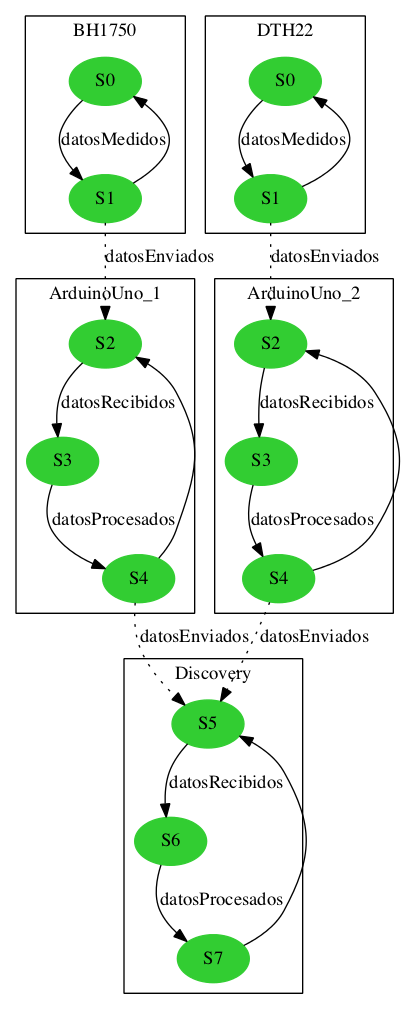 BH1750
DTH22
S0
S0
datosMedidos
datosMedidos
S1
S1
datosEnviados
datosEnviados
ArduinoUno_1
ArduinoUno_2
S2
S2
datosRecibidos
datosRecibidos
S3
S3
datosProcesados
datosProcesados
S4
S4
datosEnviados
datosEnviados
Discovery
S5
datosRecibidos
S6
datosProcesados
S7